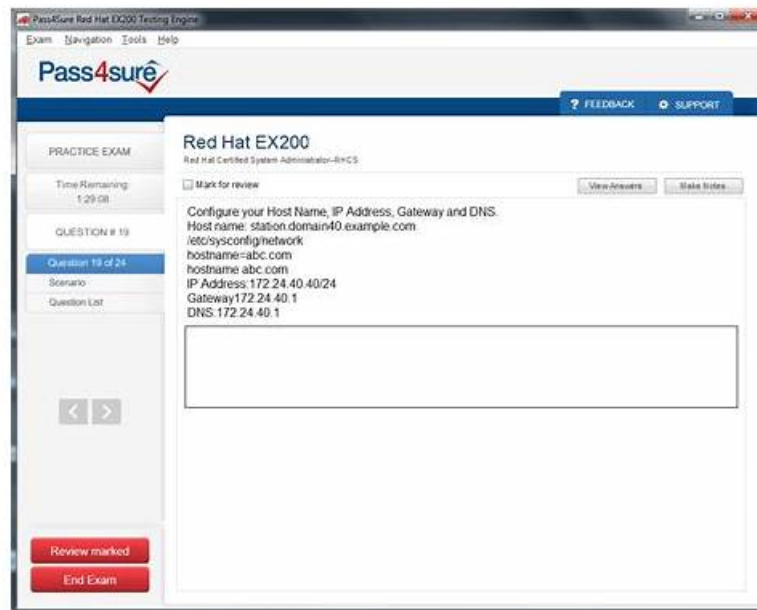 Pass4Sure Red Hat EX200 Testing Engine
Exam Navigation Tools Help
Pass4surê
? FEEDBACK SUPPORT
PRACTICE EXAM
Time Remaining:
1:29:08
QUESTION # 19
Question 19 of 24
Scenario
Question List
Review marked
End Exam
Red Hat EX200
Red Hat Certified System Administrator-RHCS
Mark for review
View Answers
Make Notes
Configure your Host Name, IP Address, Gateway and DNS.
Host name: station.domain40.example.com
/etc/sysconfig/network
hostname=abc.com
hostname abc.com
IP Address:172.24.40.40/24
Gateway172.24.40.1
DNS:172.24.40.1